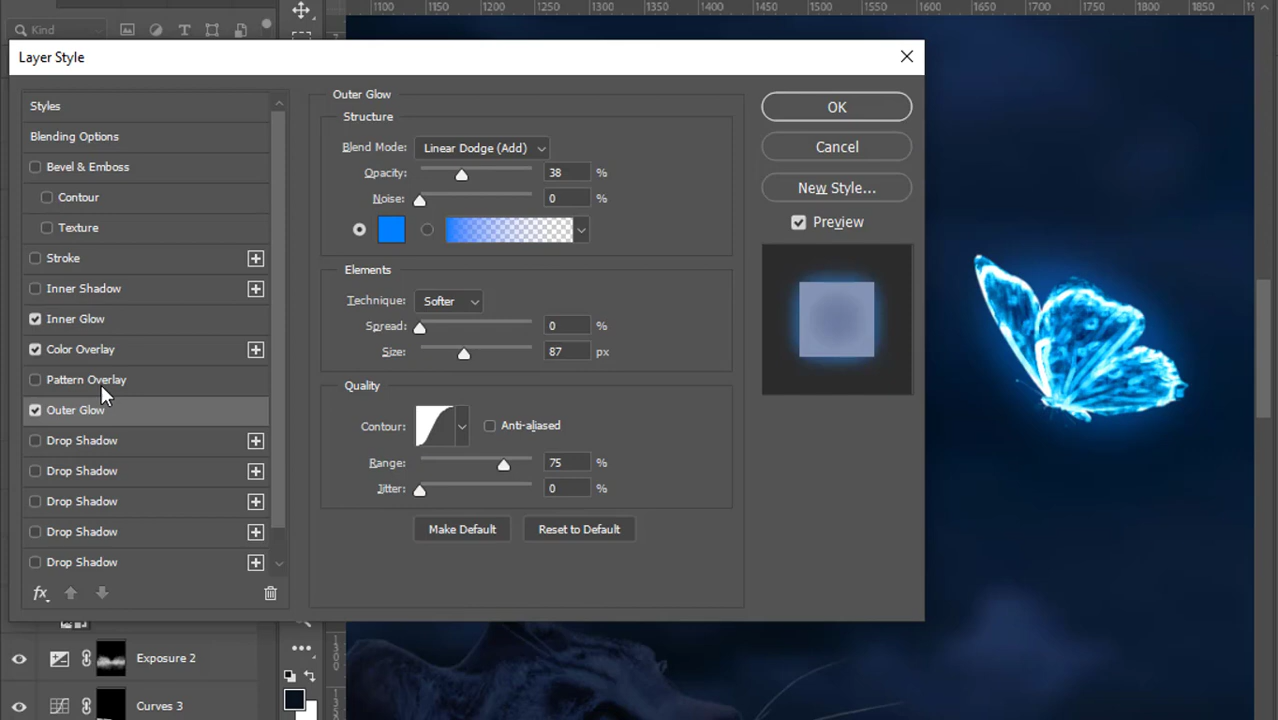 1100 1150 1200 1250 1300 1350 1400 1450 1500 1550 1600 1650 1700 1750 1800 1850
Kind
Layer Style
Styles
Blending Options
Bevel & Emboss
Contour
Texture
Stroke
Inner Shadow
Inner Glow
Color Overlay
Pattern Overlay
Outer Glow
Drop Shadow
Drop Shadow
Drop Shadow
Drop Shadow
Drop Shadow
fx
Outer Glow
Structure
Blend Mode: Linear Dodge (Add)
Opacity: 38 %
Noise: 0 %
Elements
Technique: Softer
Spread: 0 %
Size: 87 px
Quality
Contour: Anti-aliased
Range: 75 %
Jitter: 0 %
Make Default Reset to Default
OK
Cancel
New Style...
Preview
Exposure 2
Curves 3